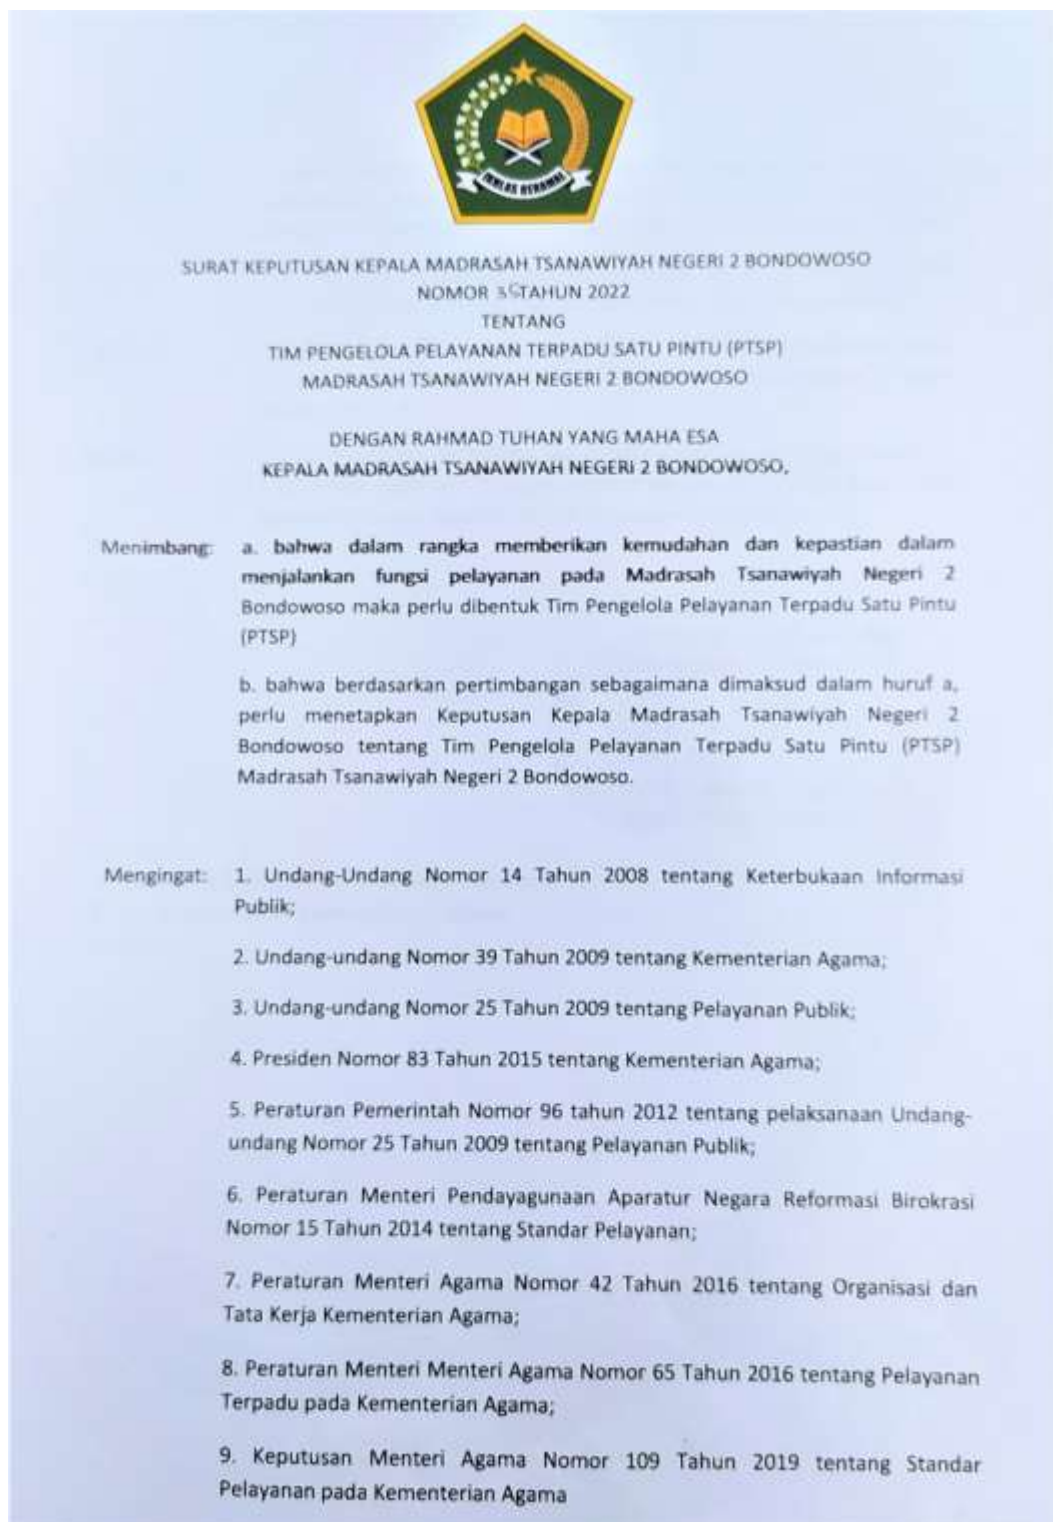 IKHLAS BERAMAL
SURAT KEPUTUSAN KEPALA MADRASAH TSANAWIYAH NEGERI 2 BONDOWOSO
NOMOR TAHUN 2022
TENTANG
TIM PENGELOLA PELAYANAN TERPADU SATU PINTU (PTSP)
MADRASAH TSANAWIYAH NEGERI 2 BONDOWOSO
DENGAN RAHMAD TUHAN YANG MAHA ESA
KEPALA MADRASAH TSANAWIYAH NEGERI 2 BONDOWOSO,
Menimbang: a. bahwa dalam rangka memberikan kemudahan dan kepastian dalam
menjalankan fungsi pelayanan pada Madrasah Tsanawiyah Negeri 2
Bondowoso maka perlu dibentuk Tim Pengelola Pelayanan Terpadu Satu Pintu
(PTSP)
b. bahwa berdasarkan pertimbangan sebagaimana dimaksud dalam huruf a,
perlu menetapkan Keputusan Kepala Madrasah Tsanawiyah Negeri 2
Bondowoso tentang Tim Pengelola Pelayanan Terpadu Satu Pintu (PTSP)
Madrasah Tsanawiyah Negeri 2 Bondowoso.
Mengingat: 1. Undang-Undang Nomor 14 Tahun 2008 tentang Keterbukaan Informasi
Publik;
2. Undang-undang Nomor 39 Tahun 2009 tentang Kementerian Agama;
3. Undang-undang Nomor 25 Tahun 2009 tentang Pelayanan Publik;
4. Presiden Nomor 83 Tahun 2015 tentang Kementerian Agama;
5. Peraturan Pemerintah Nomor 96 tahun 2012 tentang pelaksanaan Undang-
undang Nomor 25 Tahun 2009 tentang Pelayanan Publik;
6. Peraturan Menteri Pendayagunaan Aparatur Negara Reformasi Birokrasi
Nomor 15 Tahun 2014 tentang Standar Pelayanan;
7. Peraturan Menteri Agama Nomor 42 Tahun 2016 tentang Organisasi dan
Tata Kerja Kementerian Agama;
8. Peraturan Menteri Menteri Agama Nomor 65 Tahun 2016 tentang Pelayanan
Terpadu pada Kementerian Agama;
9. Keputusan Menteri Agama Nomor 109 Tahun 2019 tentang Standar
Pelayanan pada Kementerian Agama